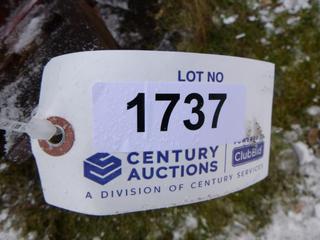 LOT NO
1737
CENTURY
AUCTIONS
ClubBid
A DIVISION OF CENTURY SERVICES